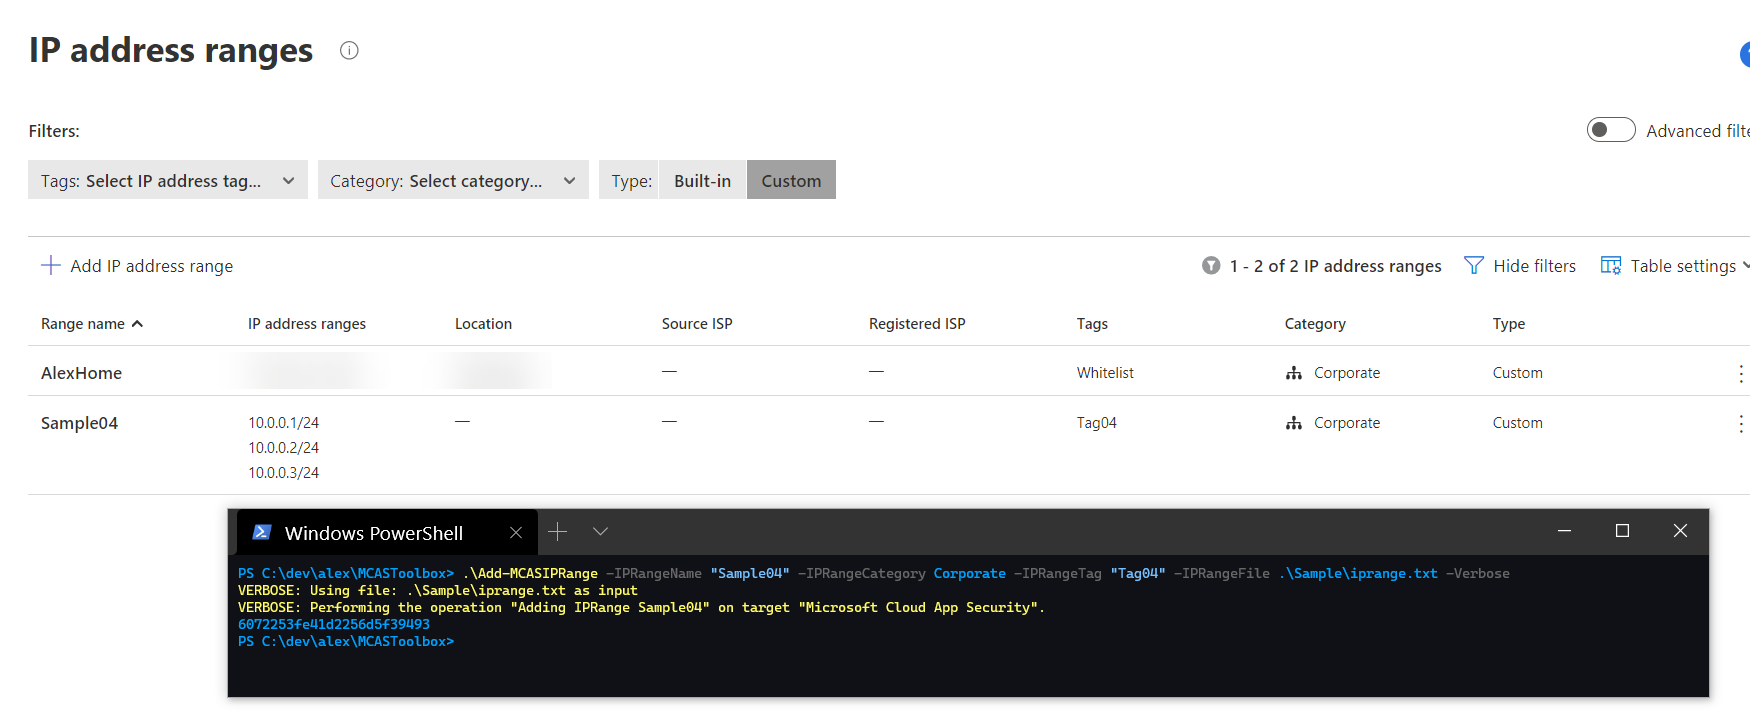 IP address ranges
Filters:
Advanced filte
Tags: Select IP address tag...
Category: Select category...
Type: Built-in Custom
Add IP address range
1 - 2 of 2 IP address ranges Hide filters Table settings
Range name IP address ranges Location Source ISP Registered ISP Tags Category Type
AlexHome — — Whitelist Corporate Custom
Sample04 10.0.0.1/24 — — — Tag04 Corporate Custom
10.0.0.2/24
10.0.0.3/24
Windows PowerShell
PS C:\dev\alex\MCASToolbox> .\Add-MCASIPRange -IPRangeName "Sample04" -IPRangeCategory Corporate -IPRangeTag "Tag04" -IPRangeFile .\Sample\iprange.txt -Verbose
VERBOSE: Using file: .\Sample\iprange.txt as input
VERBOSE: Performing the operation "Adding IPRange Sample04" on target "Microsoft Cloud App Security".
6072253fe41d2256d5f39493
PS C:\dev\alex\MCASToolbox>